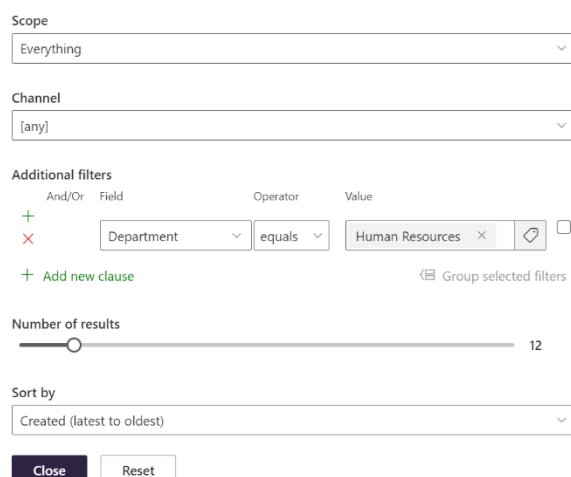 Scope
Everything
Channel
[any]
Additional filters
And/Or Field Operator Value
Department equals Human Resources
Add new clause Group selected filters
Number of results
12
Sort by
Created (latest to oldest)
Close Reset